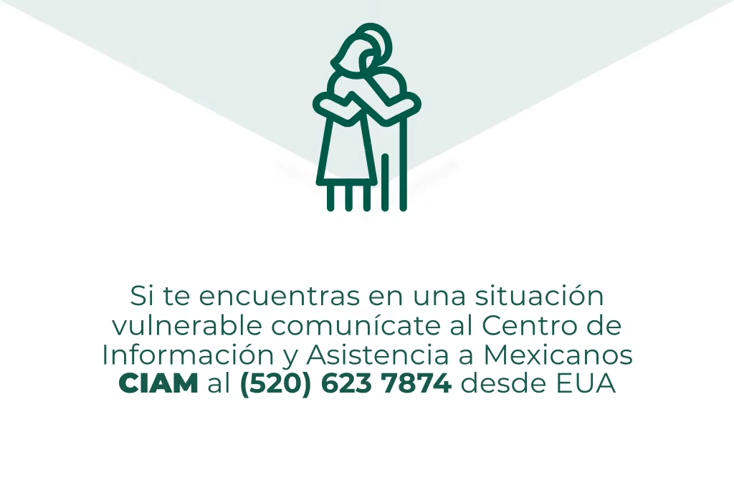 Si te encuentras en una situación
vulnerable comunícate al Centro de
Información y Asistencia a Mexicanos
CIAM al (520) 623 7874 desde EUA